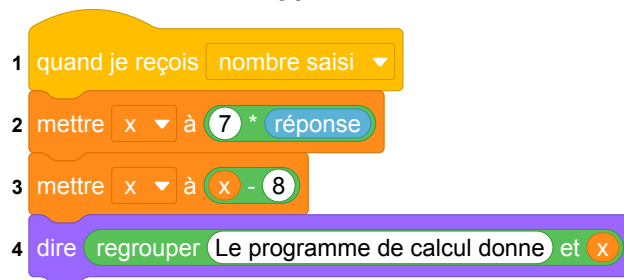 1 quand je reçois nombre saisi
2 mettre x à 7 * réponse
3 mettre x à x - 8
4 dire regrouper Le programme de calcul donne et x